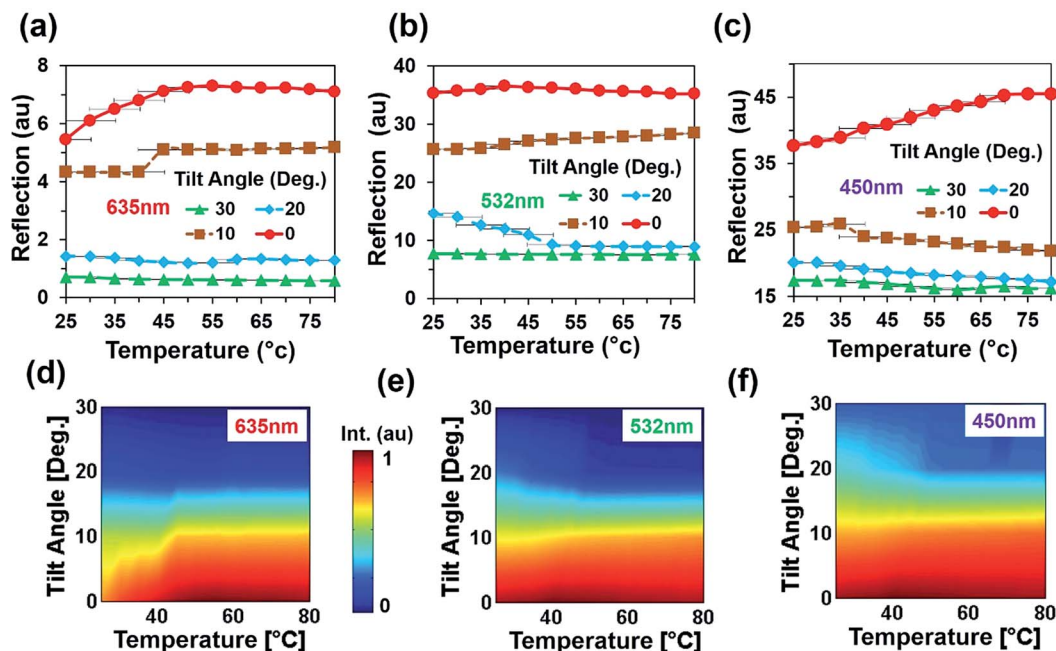 (a)
Reflection (au)
8
6
4
2
0
25 35 45 55 65 75
Temperature (°c)
635nm
Tilt Angle (Deg.)
30 20
10 0
(b)
Reflection (au)
40
30
20
10
0
25 35 45 55 65 75
Temperature (°c)
532nm
Tilt Angle (Deg.)
30 20
10 0
(c)
Reflection (au)
45
35
25
15
25 35 45 55 65 75
Temperature (°c)
Tilt Angle (Deg.)
450nm
30 20
10 0
(d)
Tilt Angle [Deg.]
30
20
10
0
40 60 80
Temperature [°C]
635nm
Int. (au)
1
0
(e)
Tilt Angle [Deg.]
30
20
10
0
40 60 80
Temperature [°C]
532nm
(f)
Tilt Angle [Deg.]
30
20
10
0
40 60 80
Temperature [°C]
450nm